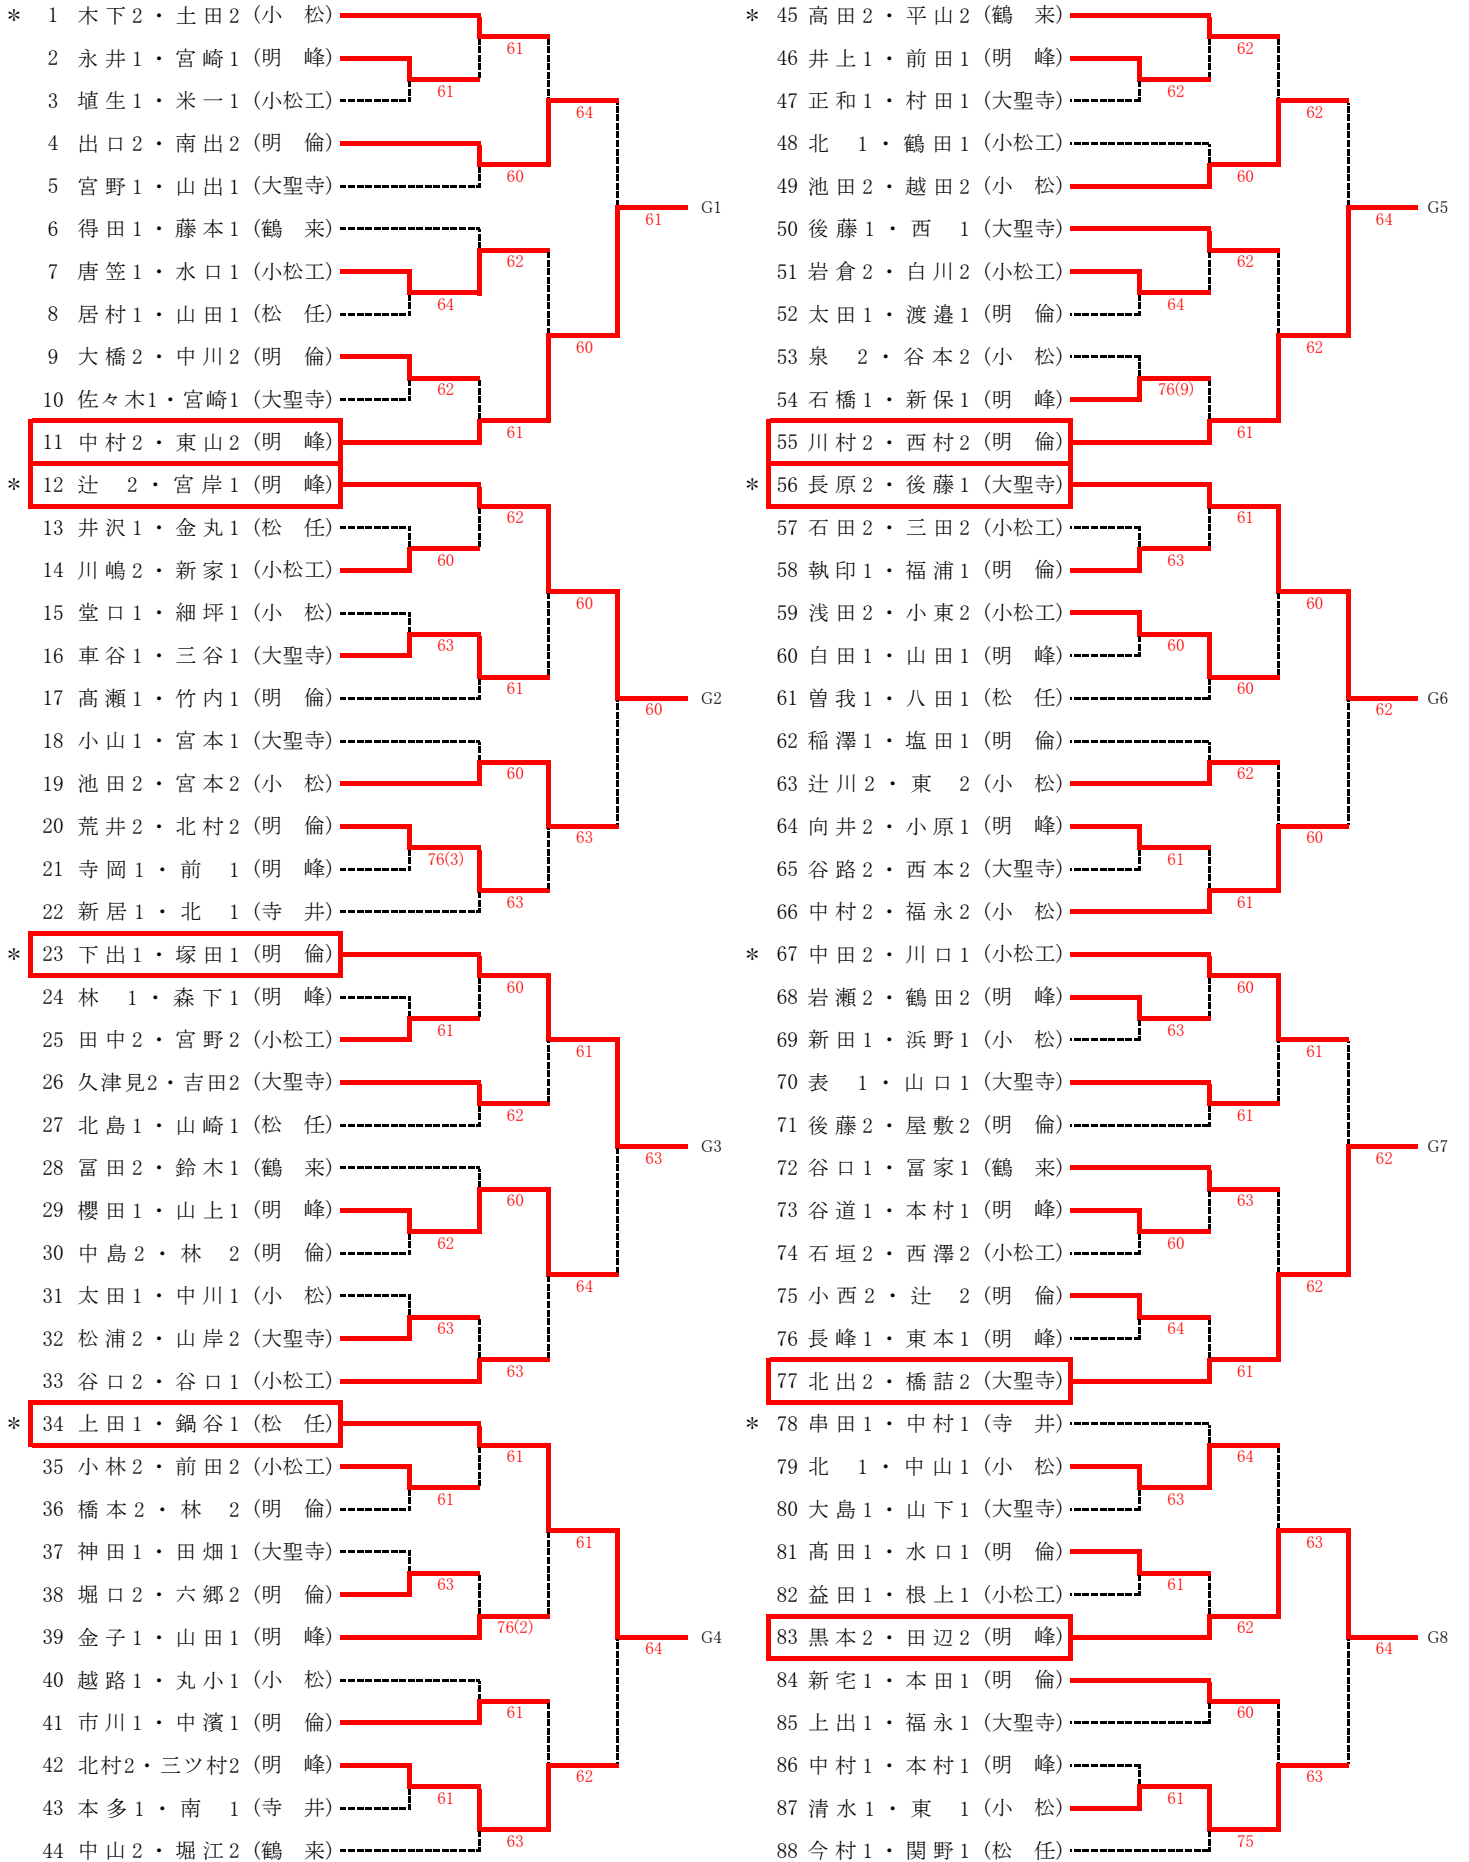 * 1 木下2・土田2 (小 松)
61
2 永井1・宮崎1 (明 峰)
61
3 埴生1・米一1 (小松工)
64
4 出口2・南出2 (明 倫)
60
5 宮野1・山出1 (大聖寺)
61 G1
6 得田1・藤本1 (鶴 来)
62
7 唐笠1・水口1 (小松工)
64
8 居村1・山田1 (松 任)
60
9 大橋2・中川2 (明 倫)
62
10 佐々木1・宮崎1 (大聖寺)
61
11 中村2・東山2 (明 峰)
* 12 辻 2・宮岸1 (明 峰)
62
13 井沢1・金丸1 (松 任)
60
14 川嶋2・新家1 (小松工)
60
15 堂口1・細坪1 (小 松)
63
16 車谷1・三谷1 (大聖寺)
61
17 髙瀬1・竹内1 (明 倫)
60 G2
18 小山1・宮本1 (大聖寺)
60
19 池田2・宮本2 (小 松)
63
20 荒井2・北村2 (明 倫)
76(3)
21 寺岡1・前 1 (明 峰)
63
22 新居1・北 1 (寺 井)
* 23 下出1・塚田1 (明 倫)
60
24 林 1・森下1 (明 峰)
61
25 田中2・宮野2 (小松工)
61
26 久津見2・吉田2 (大聖寺)
62
27 北島1・山崎1 (松 任)
63 G3
28 冨田2・鈴木1 (鶴 来)
60
29 櫻田1・山上1 (明 峰)
62
30 中島2・林 2 (明 倫)
64
31 太田1・中川1 (小 松)
63
32 松浦2・山岸2 (大聖寺)
63
33 谷口2・谷口1 (小松工)
* 34 上田1・鍋谷1 (松 任)
61
35 小林2・前田2 (小松工)
61
36 橋本2・林 2 (明 倫)
61
37 神田1・田畑1 (大聖寺)
63
38 堀口2・六郷2 (明 倫)
76(2)
39 金子1・山田1 (明 峰)
64 G4
40 越路1・丸小1 (小 松)
61
41 市川1・中濱1 (明 倫)
62
42 北村2・三ツ村2 (明 峰)
61
43 本多1・南 1 (寺 井)
63
44 中山2・堀江2 (鶴 来)
* 45 高田2・平山2 (鶴 来)
62
46 井上1・前田1 (明 峰)
62
47 正和1・村田1 (大聖寺)
62
48 北 1・鶴田1 (小松工)
60
49 池田2・越田2 (小 松)
64 G5
50 後藤1・西 1 (大聖寺)
62
51 岩倉2・白川2 (小松工)
64
52 太田1・渡邉1 (明 倫)
62
53 泉 2・谷本2 (小 松)
76(9)
54 石橋1・新保1 (明 峰)
61
55 川村2・西村2 (明 倫)
* 56 長原2・後藤1 (大聖寺)
61
57 石田2・三田2 (小松工)
63
58 執印1・福浦1 (明 倫)
60
59 浅田2・小東2 (小松工)
60
60 白田1・山田1 (明 峰)
60
61 曽我1・八田1 (松 任)
62 G6
62 稲澤1・塩田1 (明 倫)
62
63 辻川2・東 2 (小 松)
60
64 向井2・小原1 (明 峰)
61
65 谷路2・西本2 (大聖寺)
61
66 中村2・福永2 (小 松)
* 67 中田2・川口1 (小松工)
60
68 岩瀬2・鶴田2 (明 峰)
63
69 新田1・浜野1 (小 松)
61
70 表 1・山口1 (大聖寺)
61
71 後藤2・屋敷2 (明 倫)
62 G7
72 谷口1・冨家1 (鶴 来)
63
73 谷道1・本村1 (明 峰)
60
74 石垣2・西澤2 (小松工)
62
75 小西2・辻 2 (明 倫)
64
76 長峰1・東本1 (明 峰)
61
77 北出2・橋詰2 (大聖寺)
* 78 串田1・中村1 (寺 井)
64
79 北 1・中山1 (小 松)
63
80 大島1・山下1 (大聖寺)
63
81 髙田1・水口1 (明 倫)
61
82 益田1・根上1 (小松工)
62
83 黒本2・田辺2 (明 峰)
64 G8
84 新宅1・本田1 (明 倫)
60
85 上出1・福永1 (大聖寺)
63
86 中村1・本村1 (明 峰)
61
87 清水1・東 1 (小 松)
75
88 今村1・関野1 (松 任)